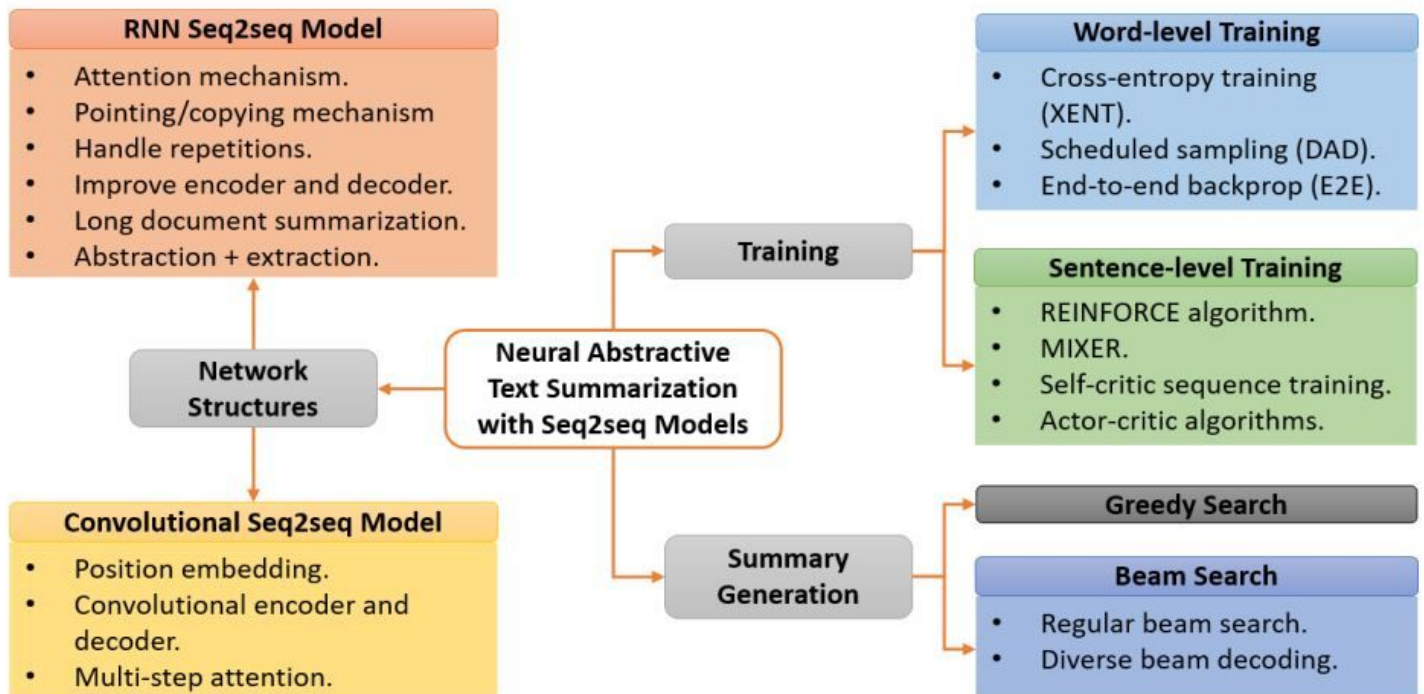 RNN Seq2seq Model
• Attention mechanism.
• Pointing/copying mechanism
• Handle repetitions.
• Improve encoder and decoder.
• Long document summarization.
• Abstraction + extraction.
Network
Structures
Convolutional Seq2seq Model
• Position embedding.
• Convolutional encoder and
decoder.
• Multi-step attention.
Neural Abstractive
Text Summarization
with Seq2seq Models
Training
Word-level Training
• Cross-entropy training
(XENT).
• Scheduled sampling (DAD).
• End-to-end backprop (E2E).
Sentence-level Training
• REINFORCE algorithm.
• MIXER.
• Self-critic sequence training.
• Actor-critic algorithms.
Summary
Generation
Greedy Search
Beam Search
• Regular beam search.
• Diverse beam decoding.